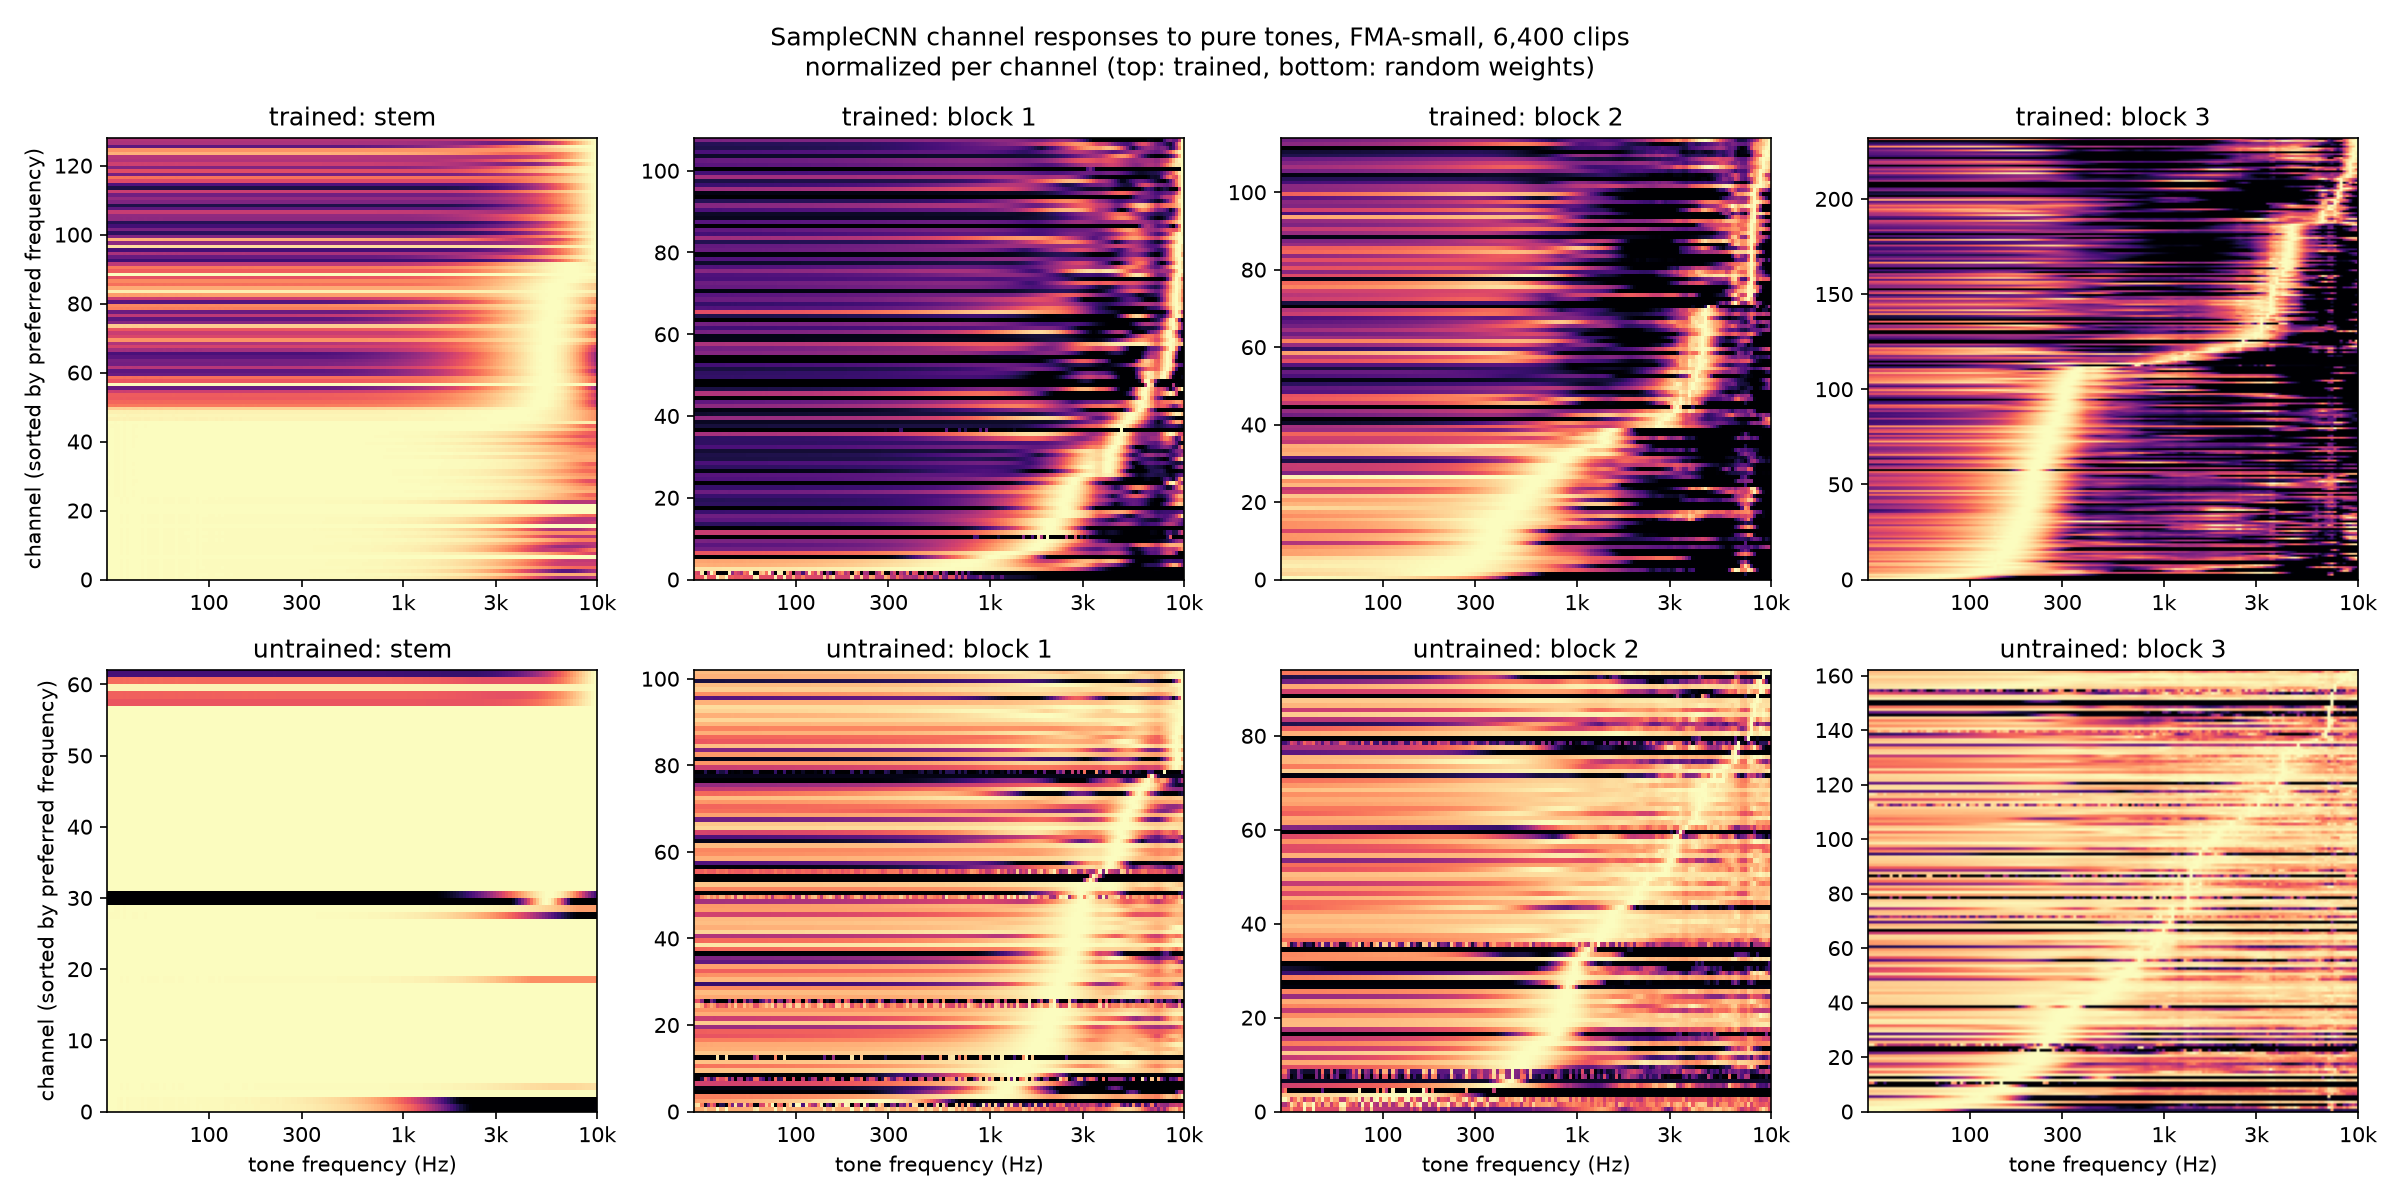 SampleCNN channel responses to pure tones, FMA-small, 6,400 clips
normalized per channel (top: trained, bottom: random weights)
trained: stem
trained: block 1
trained: block 2
trained: block 3
channel (sorted by preferred frequency)
120
100
80
60
40
20
0
100 300 1k 3k 10k
100
80
60
40
20
0
100 300 1k 3k 10k
100
80
60
40
20
0
100 300 1k 3k 10k
200
150
100
50
0
100 300 1k 3k 10k
untrained: stem
untrained: block 1
untrained: block 2
untrained: block 3
channel (sorted by preferred frequency)
60
50
40
30
20
10
0
100 300 1k 3k 10k
tone frequency (Hz)
100
80
60
40
20
0
100 300 1k 3k 10k
tone frequency (Hz)
80
60
40
20
0
100 300 1k 3k 10k
tone frequency (Hz)
160
140
120
100
80
60
40
20
0
100 300 1k 3k 10k
tone frequency (Hz)